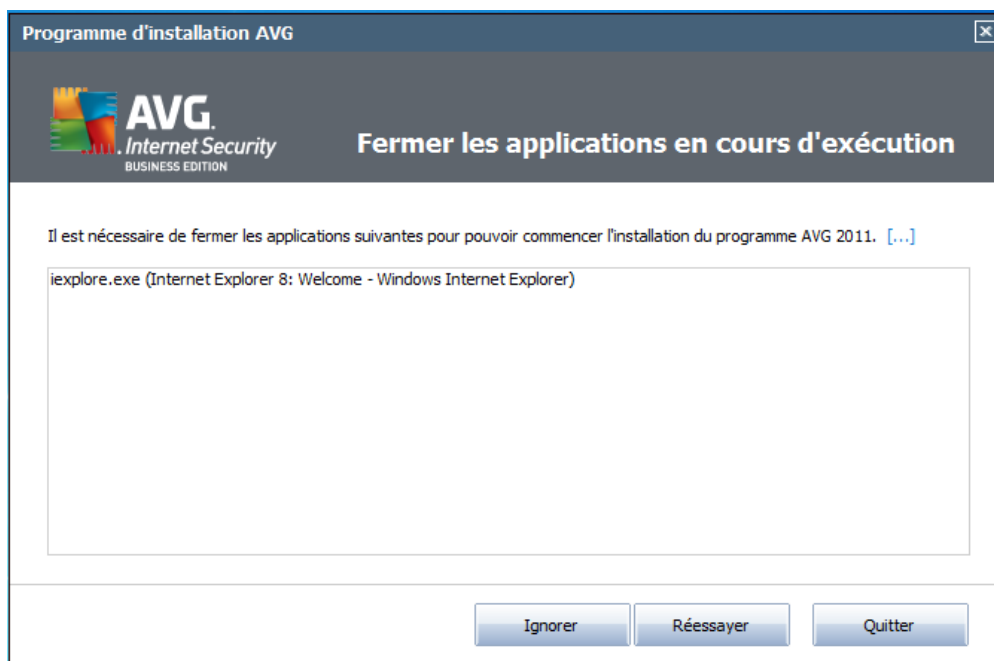 Programme d'installation AVG
AVG.
Internet Security
BUSINESS EDITION
Fermer les applications en cours d'exécution
Il est nécessaire de fermer les applications suivantes pour pouvoir commencer l'installation du programme AVG 2011. [...]
iexplore.exe (Internet Explorer 8: Welcome - Windows Internet Explorer)
Ignorer
Réessayer
Quitter